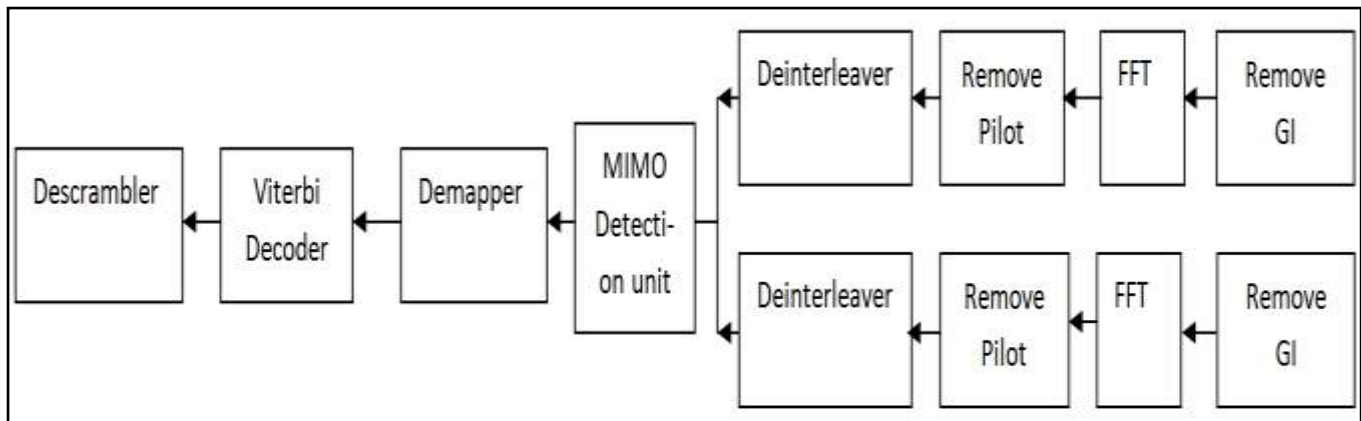 Descrambler
Viterbi
Decoder
Demapper
MIMO
Detecti-
on unit
Deinterleaver
Remove
Pilot
FFT
Remove
GI
Deinterleaver
Remove
Pilot
FFT
Remove
GI